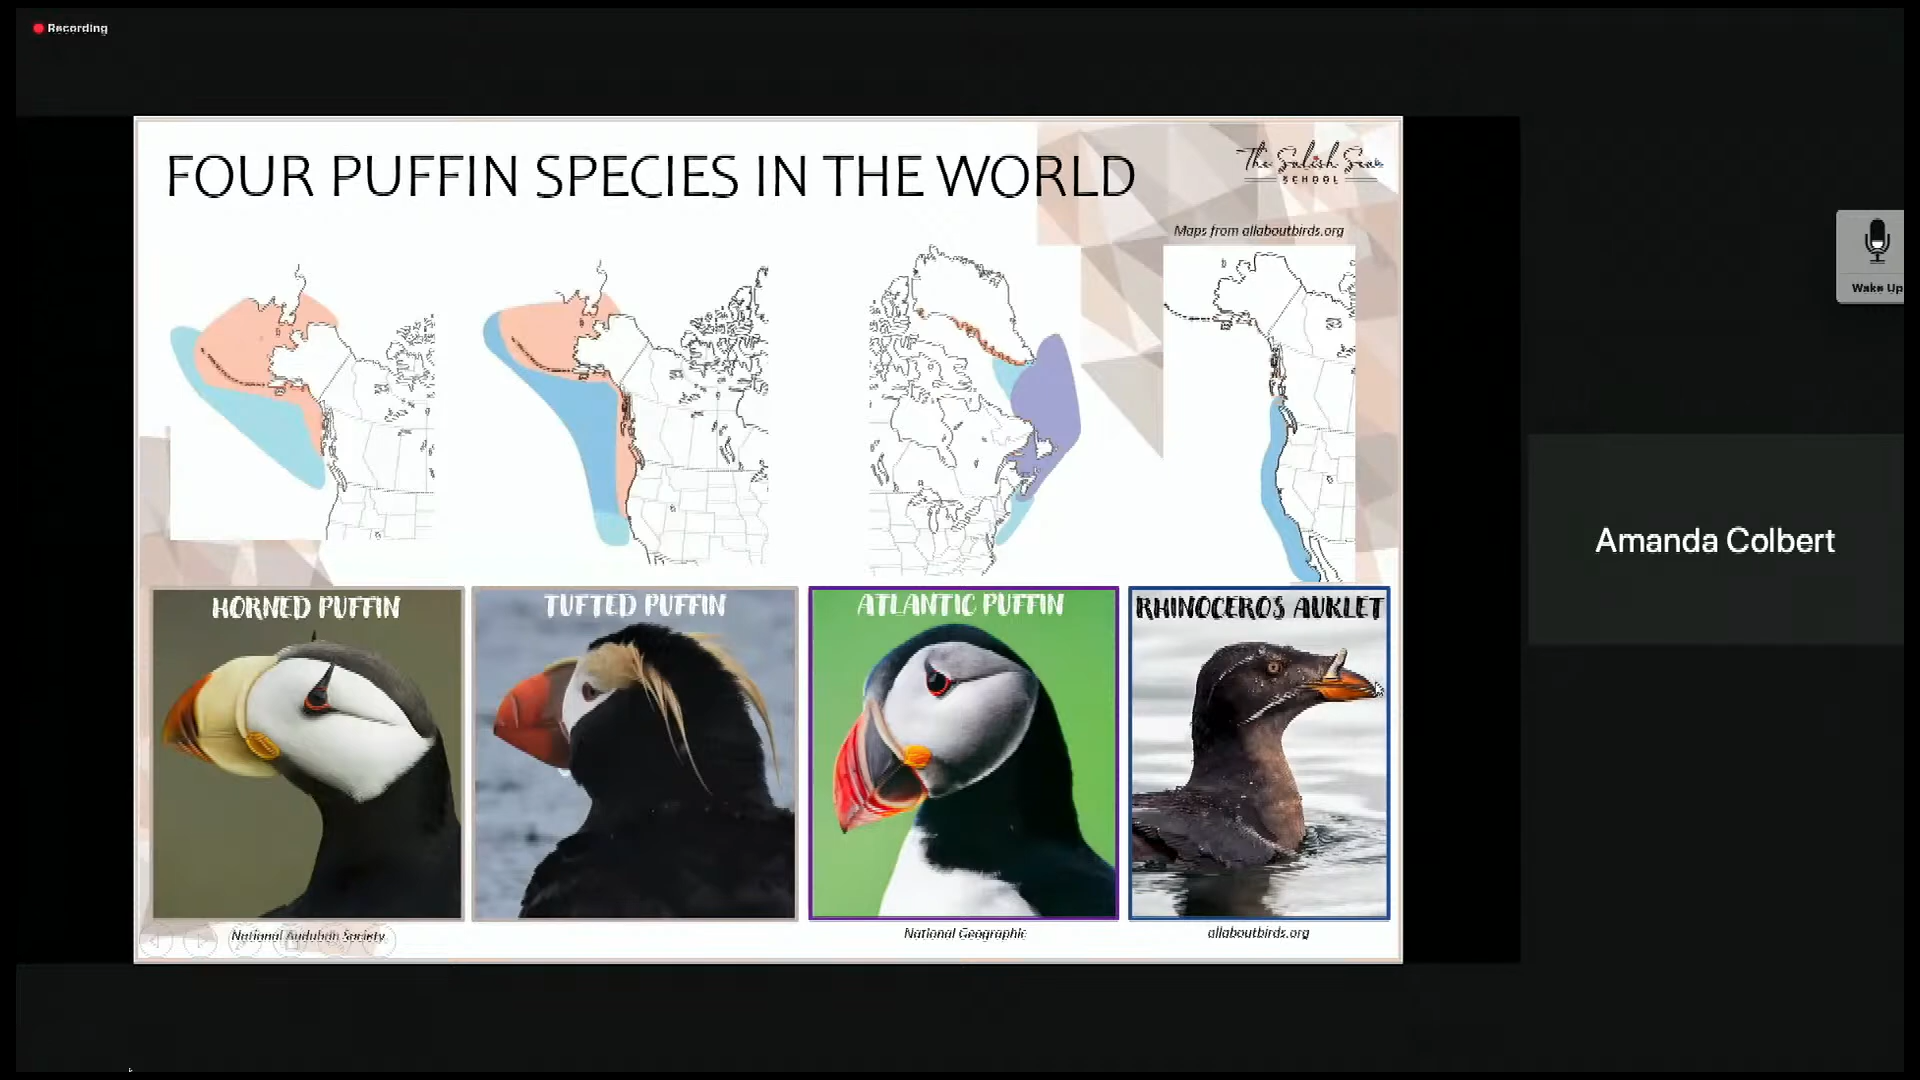 Recording
FOUR PUFFIN SPECIES IN THE WORLD
The Salish Sea
SCHOOL
Maps from allaboutbirds.org
Wake Up
Amanda Colbert
HORNED PUFFIN
TUFTED PUFFIN
ATLANTIC PUFFIN
RHINOCEROS AUKLET
National Audubon Society
National Geographic
allaboutbirds.org